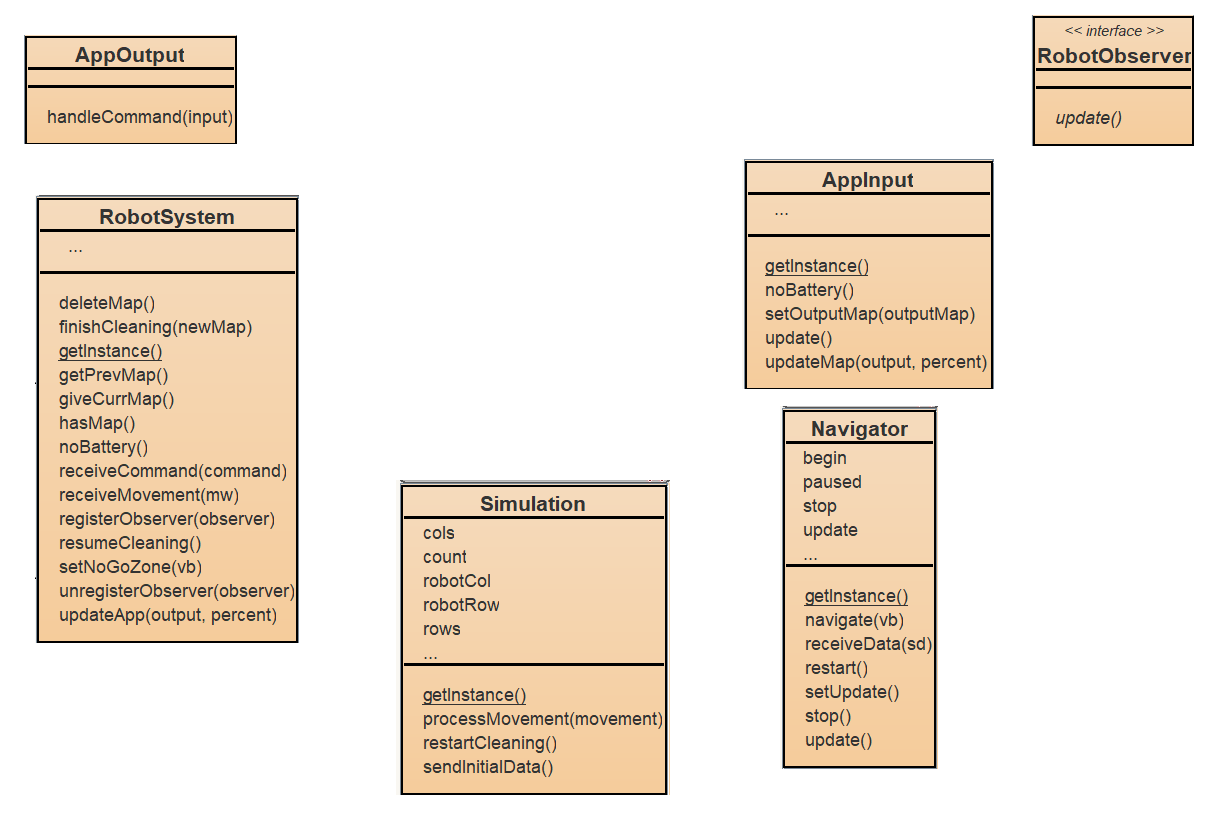 AppOutput
handleCommand(input)
<< interface >>
RobotObserver
update()
AppInput
...
getInstance()
noBattery()
setOutputMap(outputMap)
update()
updateMap(output, percent)
RobotSystem
...
deleteMap()
finishCleaning(newMap)
getInstance()
getPrevMap()
giveCurrMap()
hasMap()
noBattery()
receiveCommand(command)
receiveMovement(mw)
registerObserver(observer)
resumeCleaning()
setNoGoZone(vb)
unregisterObserver(observer)
updateApp(output, percent)
Simulation
cols
count
robotCol
robotRow
rows
...
getInstance()
processMovement(movement)
restartCleaning()
sendInitialData()
Navigator
begin
paused
stop
update
...
getInstance()
navigate(vb)
receiveData(sd)
restart()
setUpdate()
stop()
update()